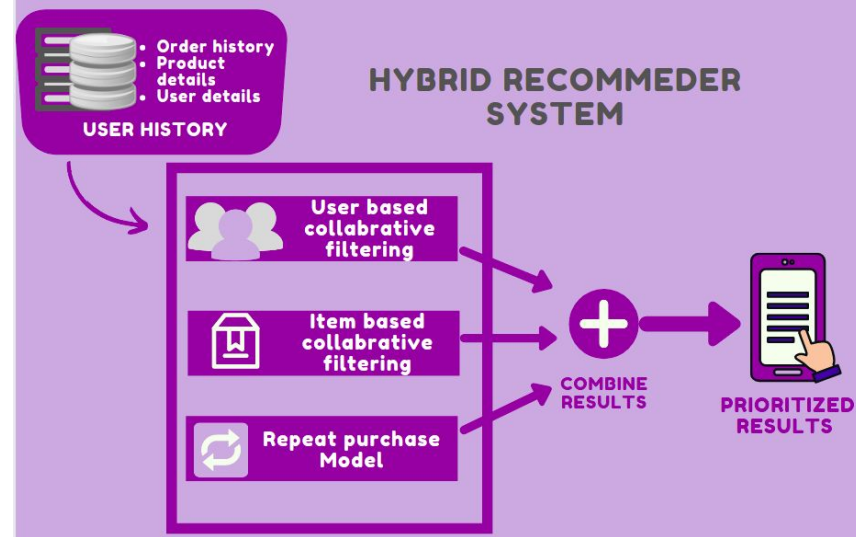 • Order history
• Product
details
• User details
USER HISTORY
HYBRID RECOMMEDER
SYSTEM
User based
collabrative
filtering
Item based
collabrative
filtering
Repeat purchase
Model
COMBINE
RESULTS
PRIORITIZED
RESULTS